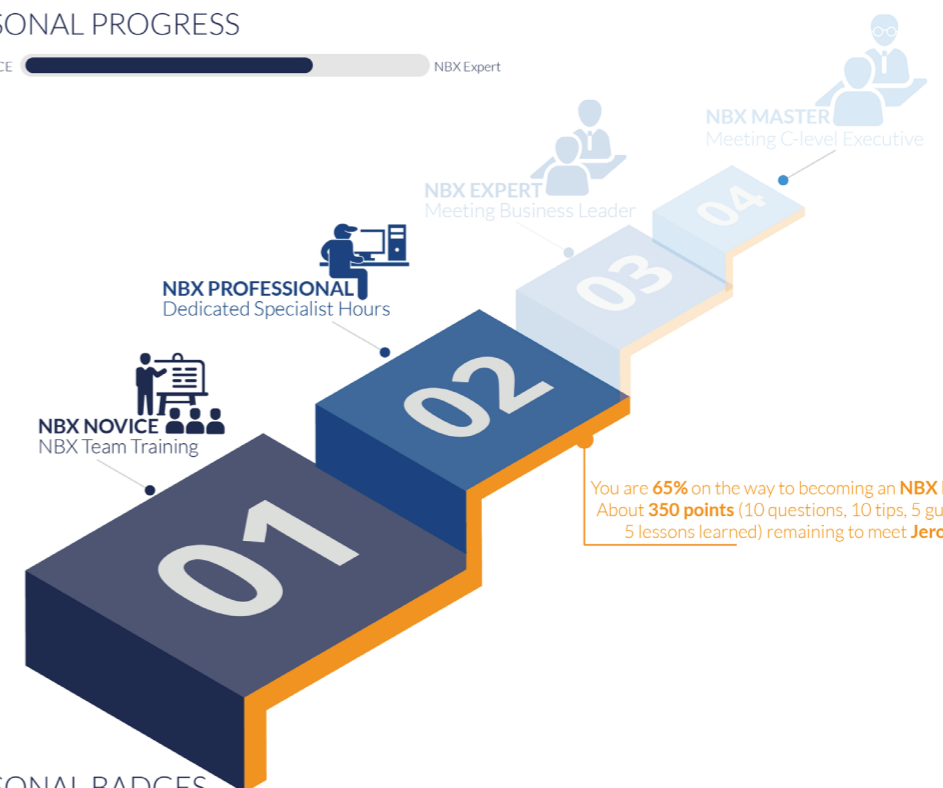 SONAL PROGRESS
CE
NBX Expert
NBX MASTER
Meeting C-level Executive
04
NBX EXPERT
Meeting Business Leader
03
NBX PROFESSIONAL
Dedicated Specialist Hours
02
NBX NOVICE
NBX Team Training
01
You are 65% on the way to becoming an NBX
About 350 points (10 questions, 10 tips, 5 gu
5 lessons learned) remaining to meet Jero
SONAL BADGES